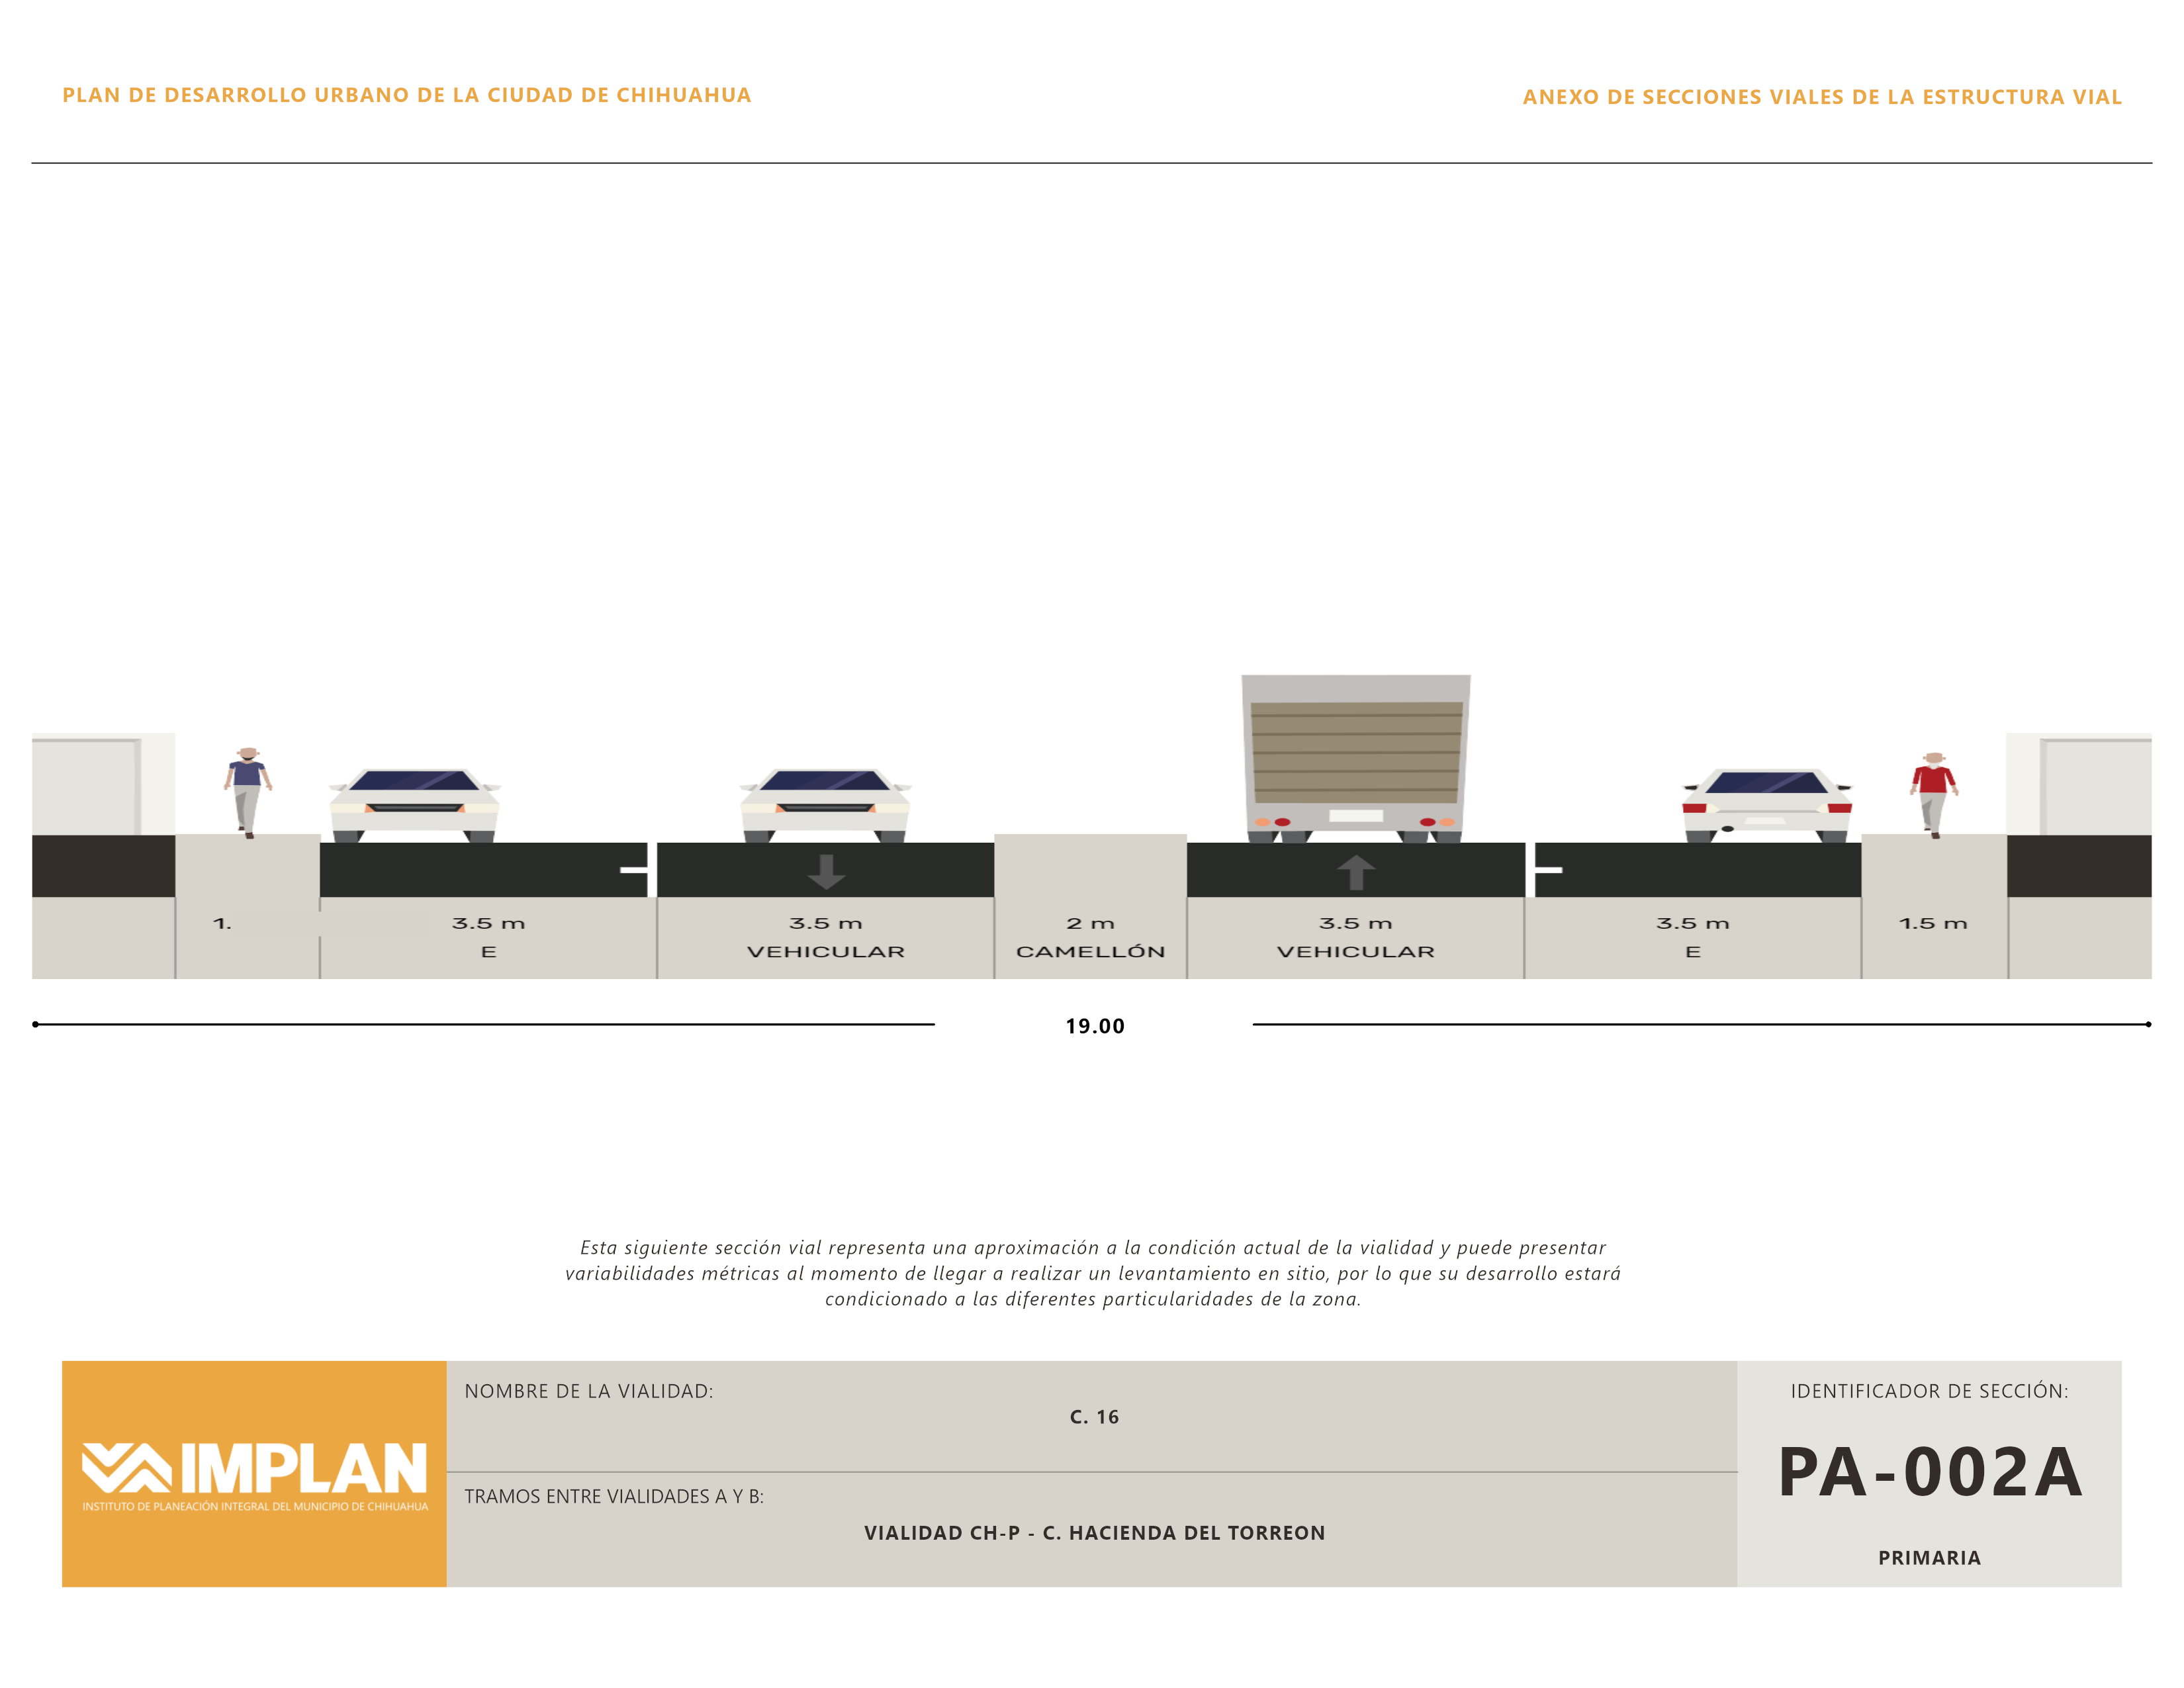 PLAN DE DESARROLLO URBANO DE LA CIUDAD DE CHIHUAHUA
ANEXO DE SECCIONES VIALES DE LA ESTRUCTURA VIAL
1. 3.5 m 3.5 m 2 m 3.5 m 3.5 m 1.5 m
E VEHICULAR CAMELLÓN VEHICULAR E
19.00
Esta siguiente sección vial representa una aproximación a la condición actual de la vialidad y puede presentar
variabilidades métricas al momento de llegar a realizar un levantamiento en sitio, por lo que su desarrollo estará
condicionado a las diferentes particularidades de la zona.
IMPLAN
INSTITUTO DE PLANEACIÓN INTEGRAL DEL MUNICIPIO DE CHIHUAHUA
NOMBRE DE LA VIALIDAD:
C. 16
TRAMOS ENTRE VIALIDADES A Y B:
VIALIDAD CH-P - C. HACIENDA DEL TORREON
IDENTIFICADOR DE SECCIÓN:
PA-002A
PRIMARIA